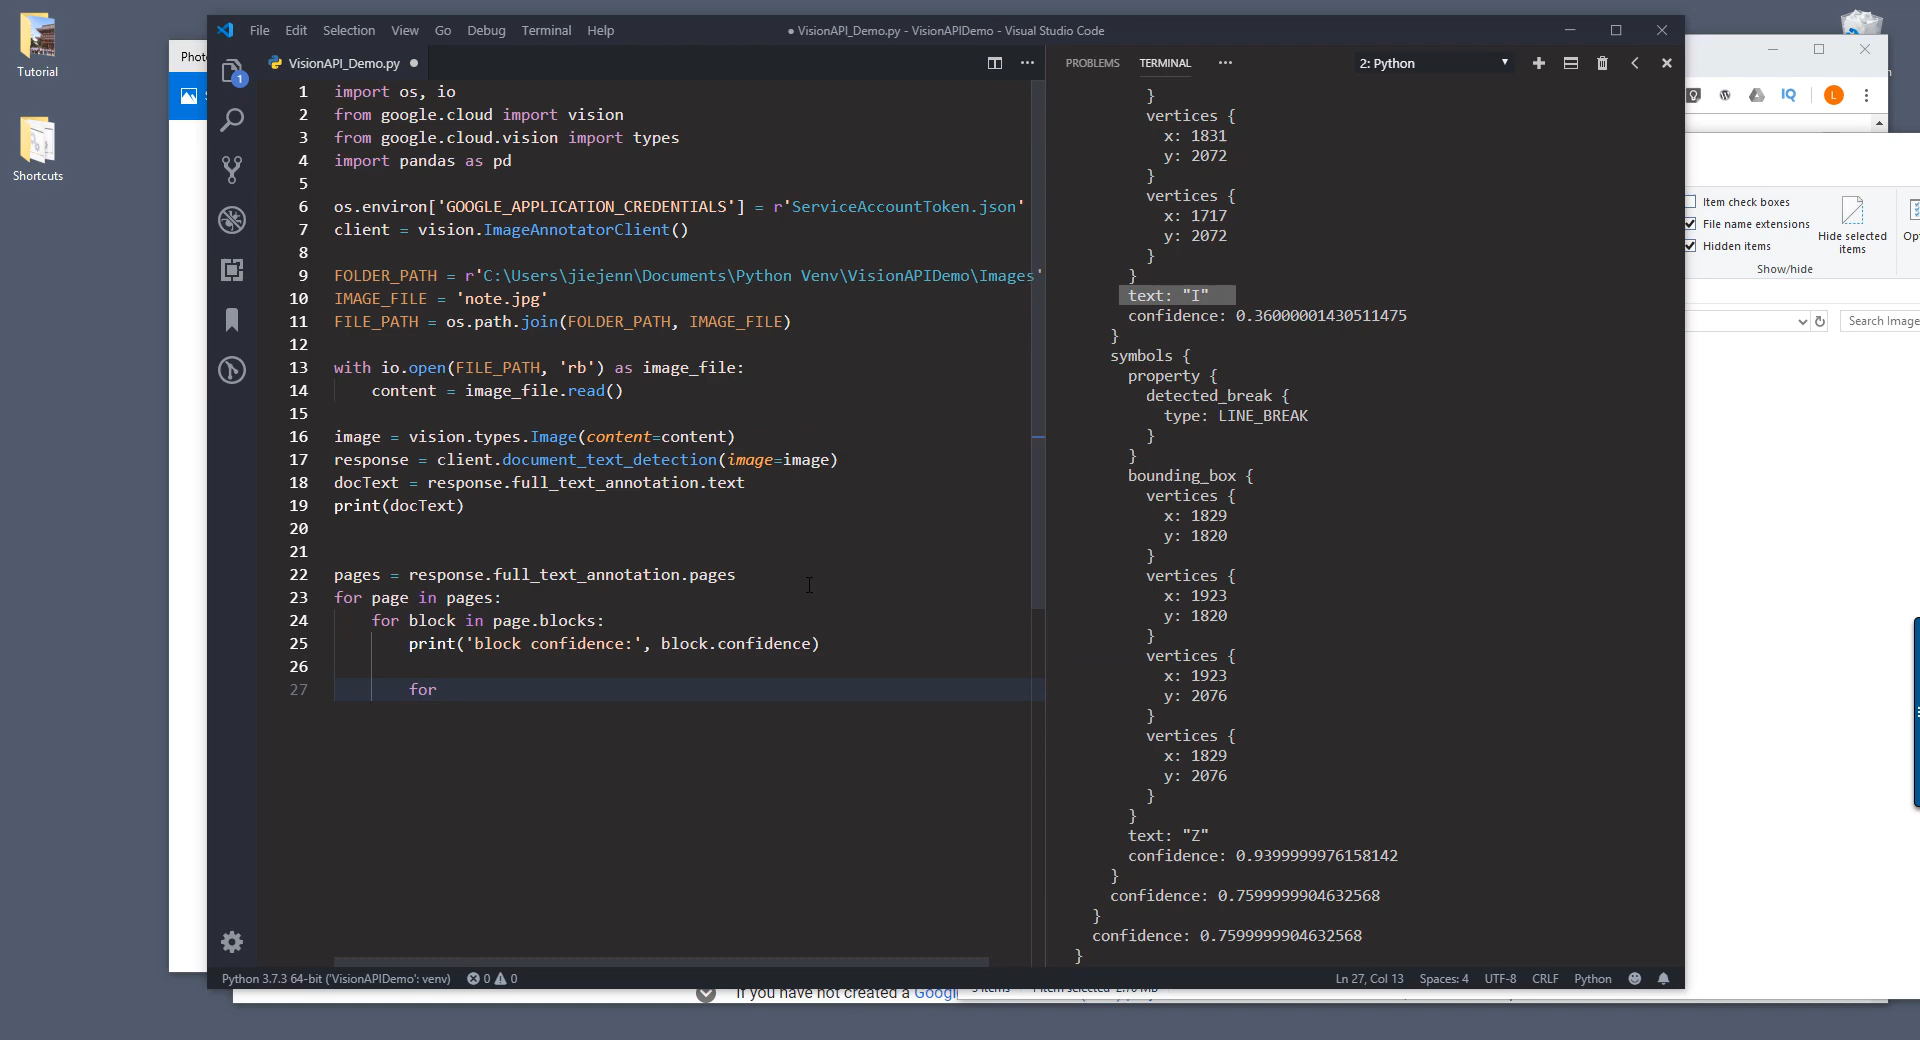 Tutorial
Shortcuts
Phot
File Edit Selection View Go Debug Terminal Help
● VisionAPI_Demo.py - VisionAPIDemo - Visual Studio Code
VisionAPI_Demo.py ●
1 import os, io
2 from google.cloud import vision
3 from google.cloud.vision import types
4 import pandas as pd
5
6 os.environ['GOOGLE_APPLICATION_CREDENTIALS'] = r'ServiceAccountToken.json'
7 client = vision.ImageAnnotatorClient()
8
9 FOLDER_PATH = r'C:\Users\jiejenn\Documents\Python Venv\VisionAPIDemo\Images'
10 IMAGE_FILE = 'note.jpg'
11 FILE_PATH = os.path.join(FOLDER_PATH, IMAGE_FILE)
12
13 with io.open(FILE_PATH, 'rb') as image_file:
14 content = image_file.read()
15
16 image = vision.types.Image(content=content)
17 response = client.document_text_detection(image=image)
18 docText = response.full_text_annotation.text
19 print(docText)
20
21
22 pages = response.full_text_annotation.pages
23 for page in pages:
24 for block in page.blocks:
25 print('block confidence:', block.confidence)
26
27 for
PROBLEMS TERMINAL ···
2: Python
}
vertices {
x: 1831
y: 2072
}
vertices {
x: 1717
y: 2072
}
}
text: "I"
confidence: 0.36000001430511475
}
symbols {
property {
detected_break {
type: LINE_BREAK
}
}
bounding_box {
vertices {
x: 1829
y: 1820
}
vertices {
x: 1923
y: 1820
}
vertices {
x: 1923
y: 2076
}
vertices {
x: 1829
y: 2076
}
}
text: "Z"
confidence: 0.9399999976158142
}
confidence: 0.7599999904632568
}
confidence: 0.7599999904632568
}
Python 3.7.3 64-bit ('VisionAPIDemo': venv) 0 0
Ln 27, Col 13 Spaces: 4 UTF-8 CRLF Python
IQ
L
Item check boxes
File name extensions
Hidden items
Hide selected
items
Show/hide
Search Image
If you have not created a Googl